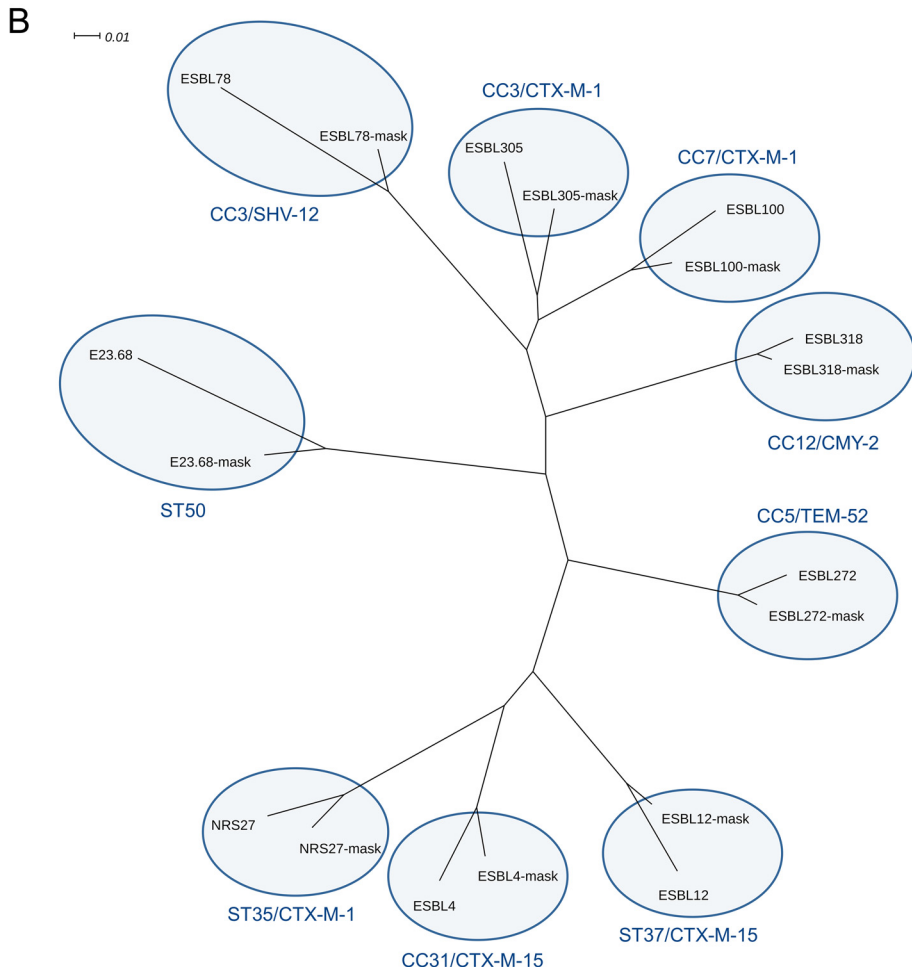 B
0.01
ESBL78
ESBL78-mask
CC3/SHV-12
CC3/CTX-M-1
ESBL305
ESBL305-mask
CC7/CTX-M-1
ESBL100
ESBL100-mask
ESBL318
ESBL318-mask
CC12/CMY-2
E23.68
E23.68-mask
ST50
CC5/TEM-52
ESBL272
ESBL272-mask
NRS27
NRS27-mask
ST35/CTX-M-1
ESBL4-mask
ESBL4
CC31/CTX-M-15
ESBL12-mask
ESBL12
ST37/CTX-M-15